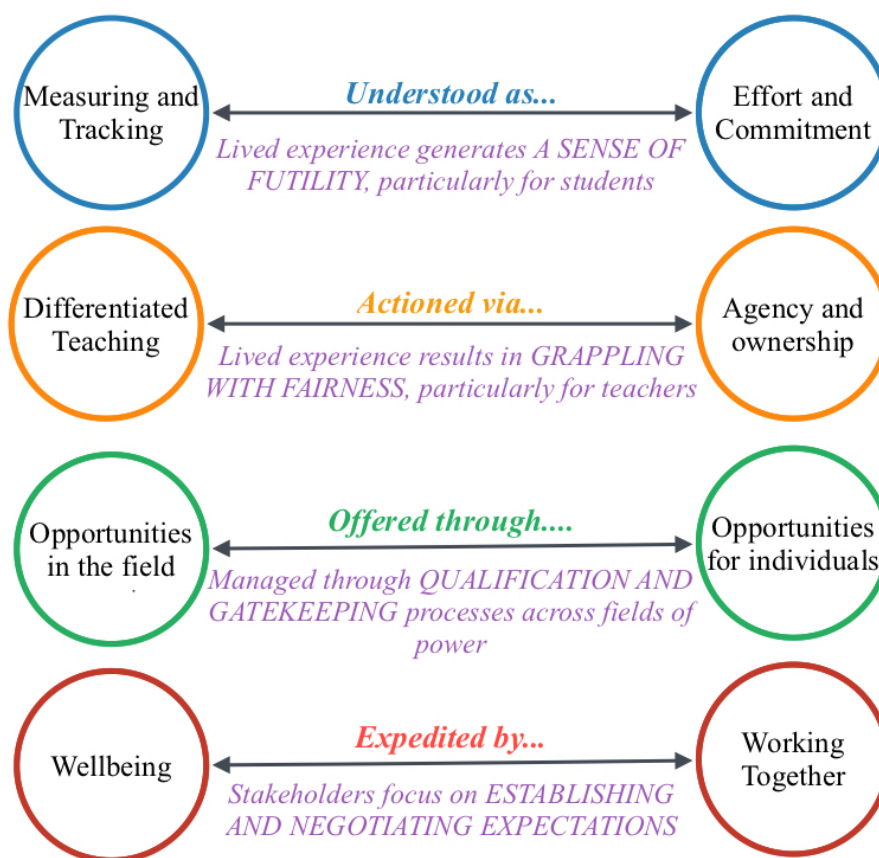 Measuring and
Tracking
Understood as...
Effort and
Commitment
Lived experience generates A SENSE OF
FUTILITY, particularly for students
Differentiated
Teaching
Actioned via...
Agency and
ownership
Lived experience results in GRAPPLING
WITH FAIRNESS, particularly for teachers
Opportunities
in the field
Offered through....
Opportunities
for individuals
Managed through QUALIFICATION AND
GATEKEEPING processes across fields of
power
Wellbeing
Expedited by...
Working
Together
Stakeholders focus on ESTABLISHING
AND NEGOTIATING EXPECTATIONS